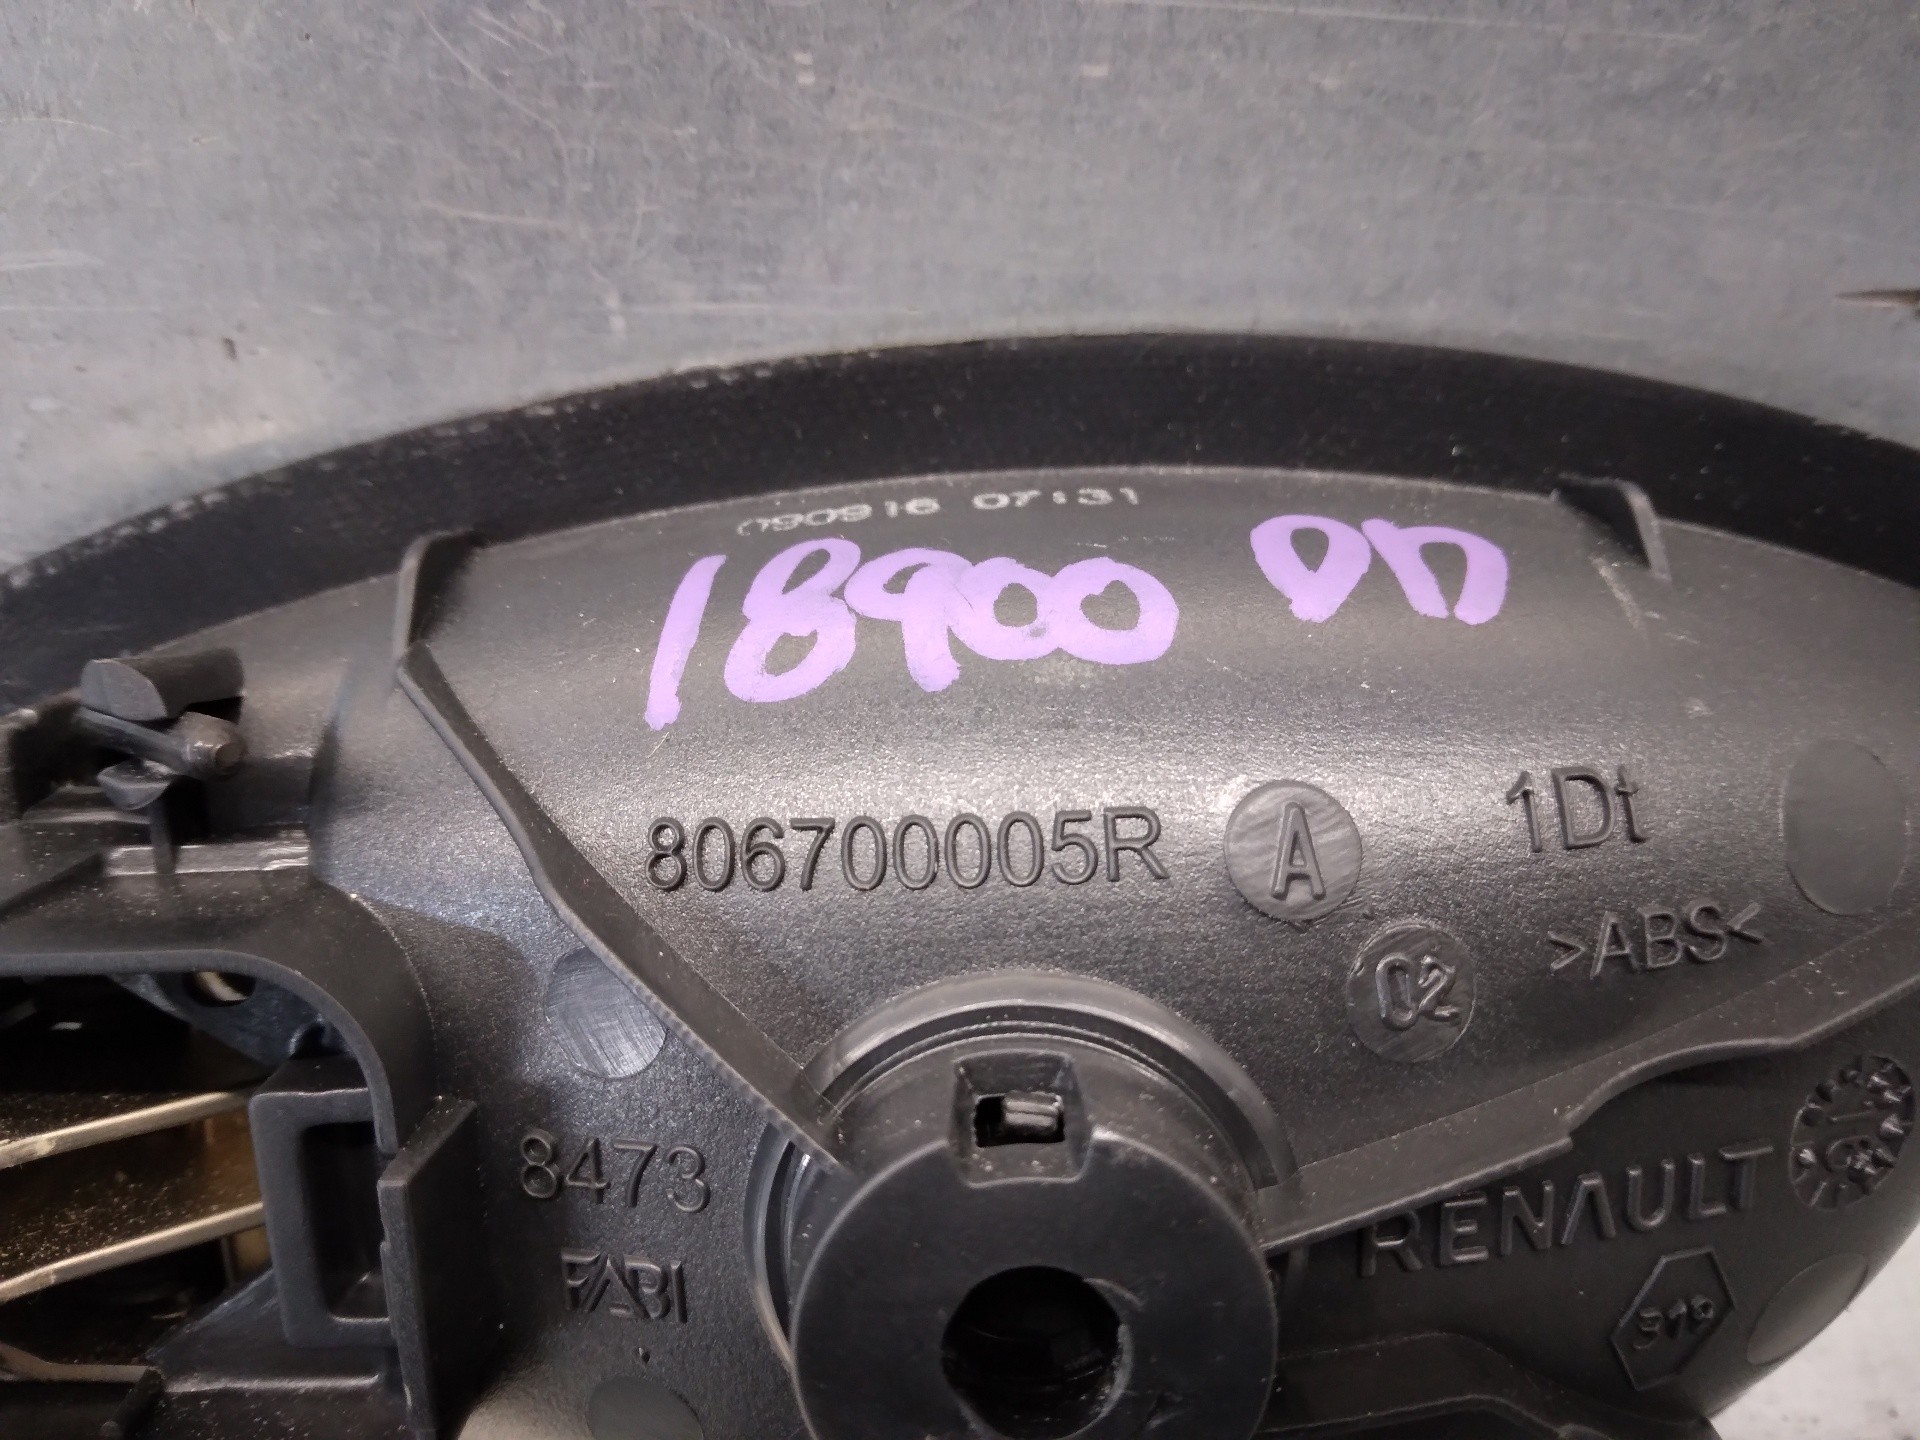 090916 07:31
18900 DD
806700005R A 1Dt
02 >ABS<
8473
FABI
RENAULT